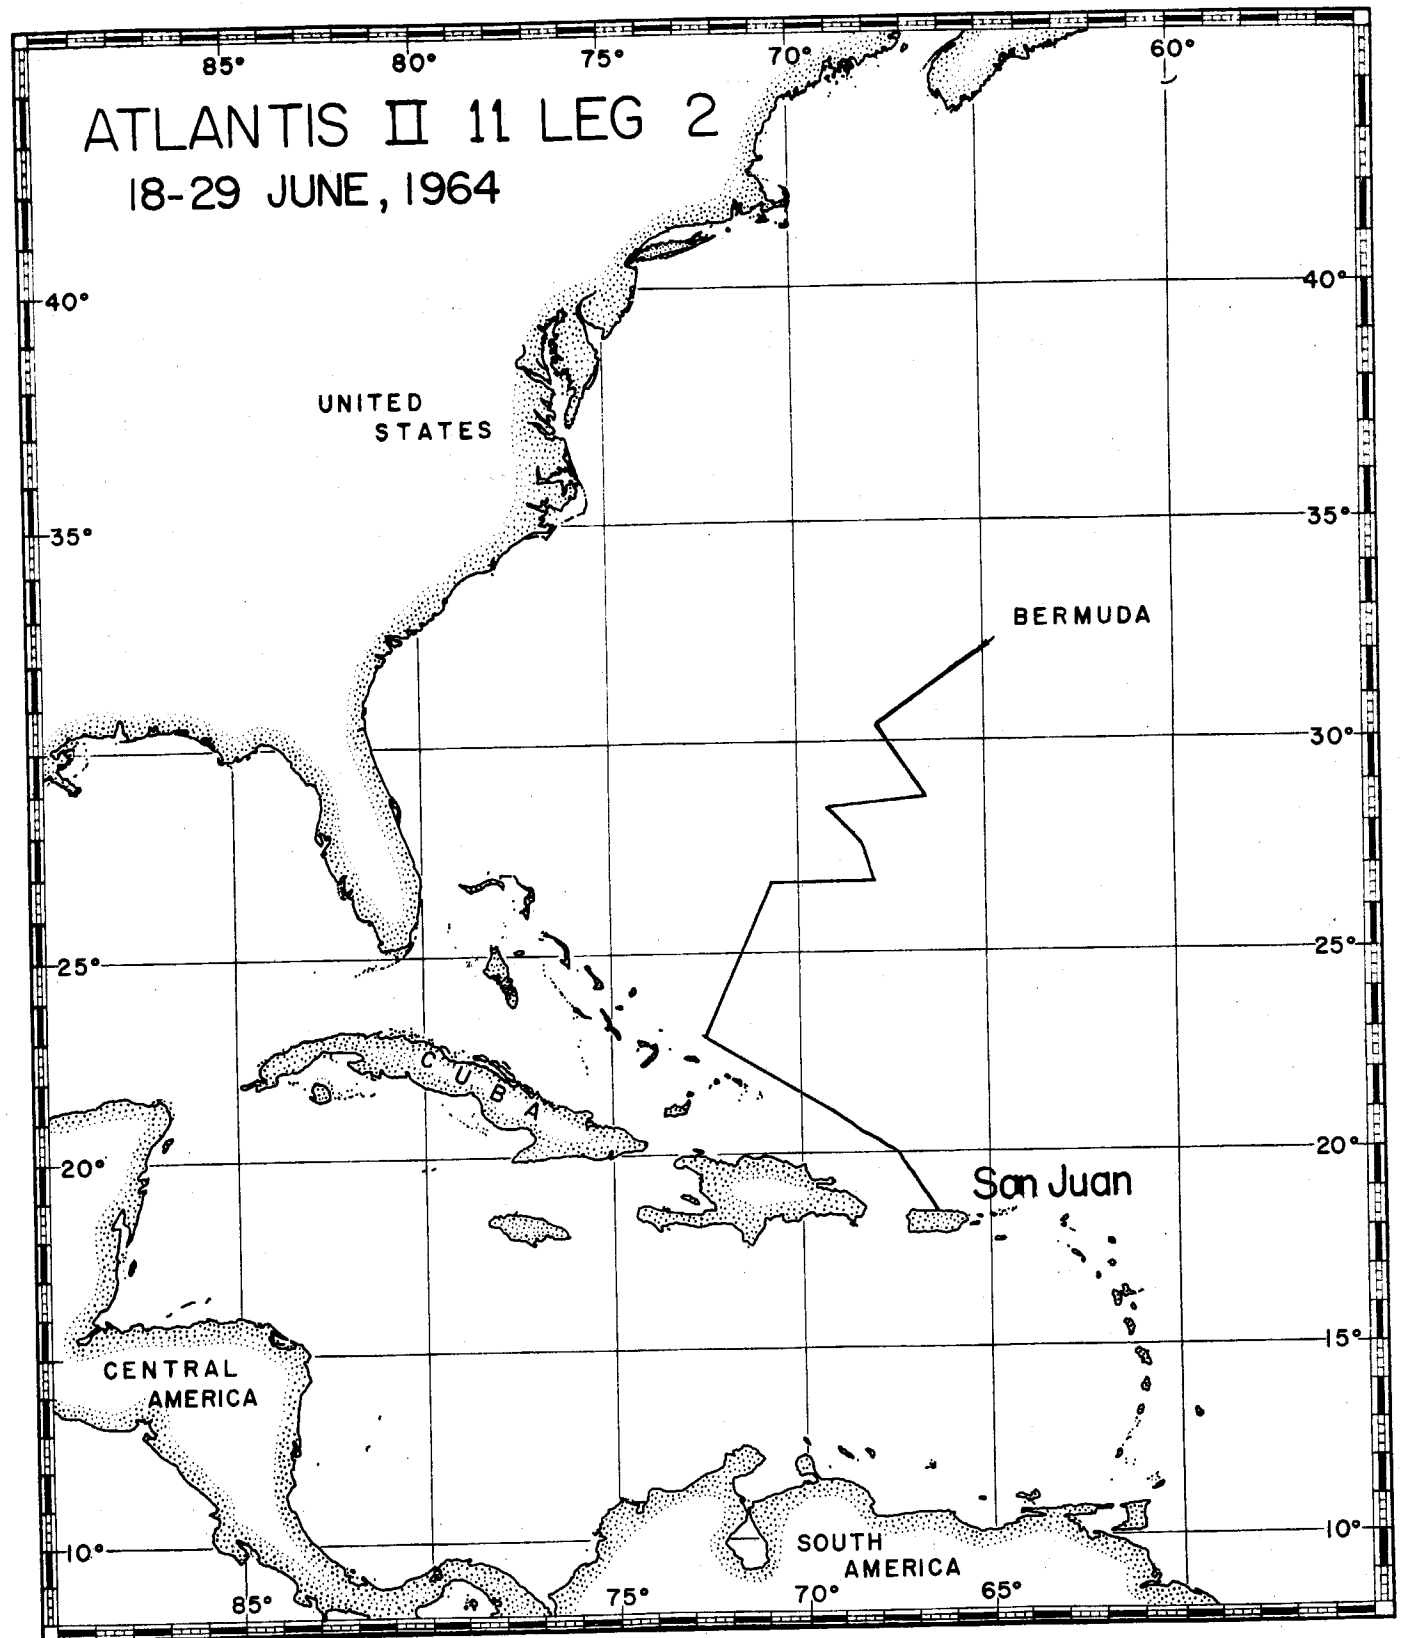 85° 80° 75° 70° 60°
ATLANTIS II 11 LEG 2
18-29 JUNE, 1964
40° 40°
UNITED
STATES
35° 35°
BERMUDA
30°
25° 25°
CUBA
20° 20°
San Juan
15°
CENTRAL
AMERICA
10° 10°
SOUTH
AMERICA
85° 75° 70° 65°